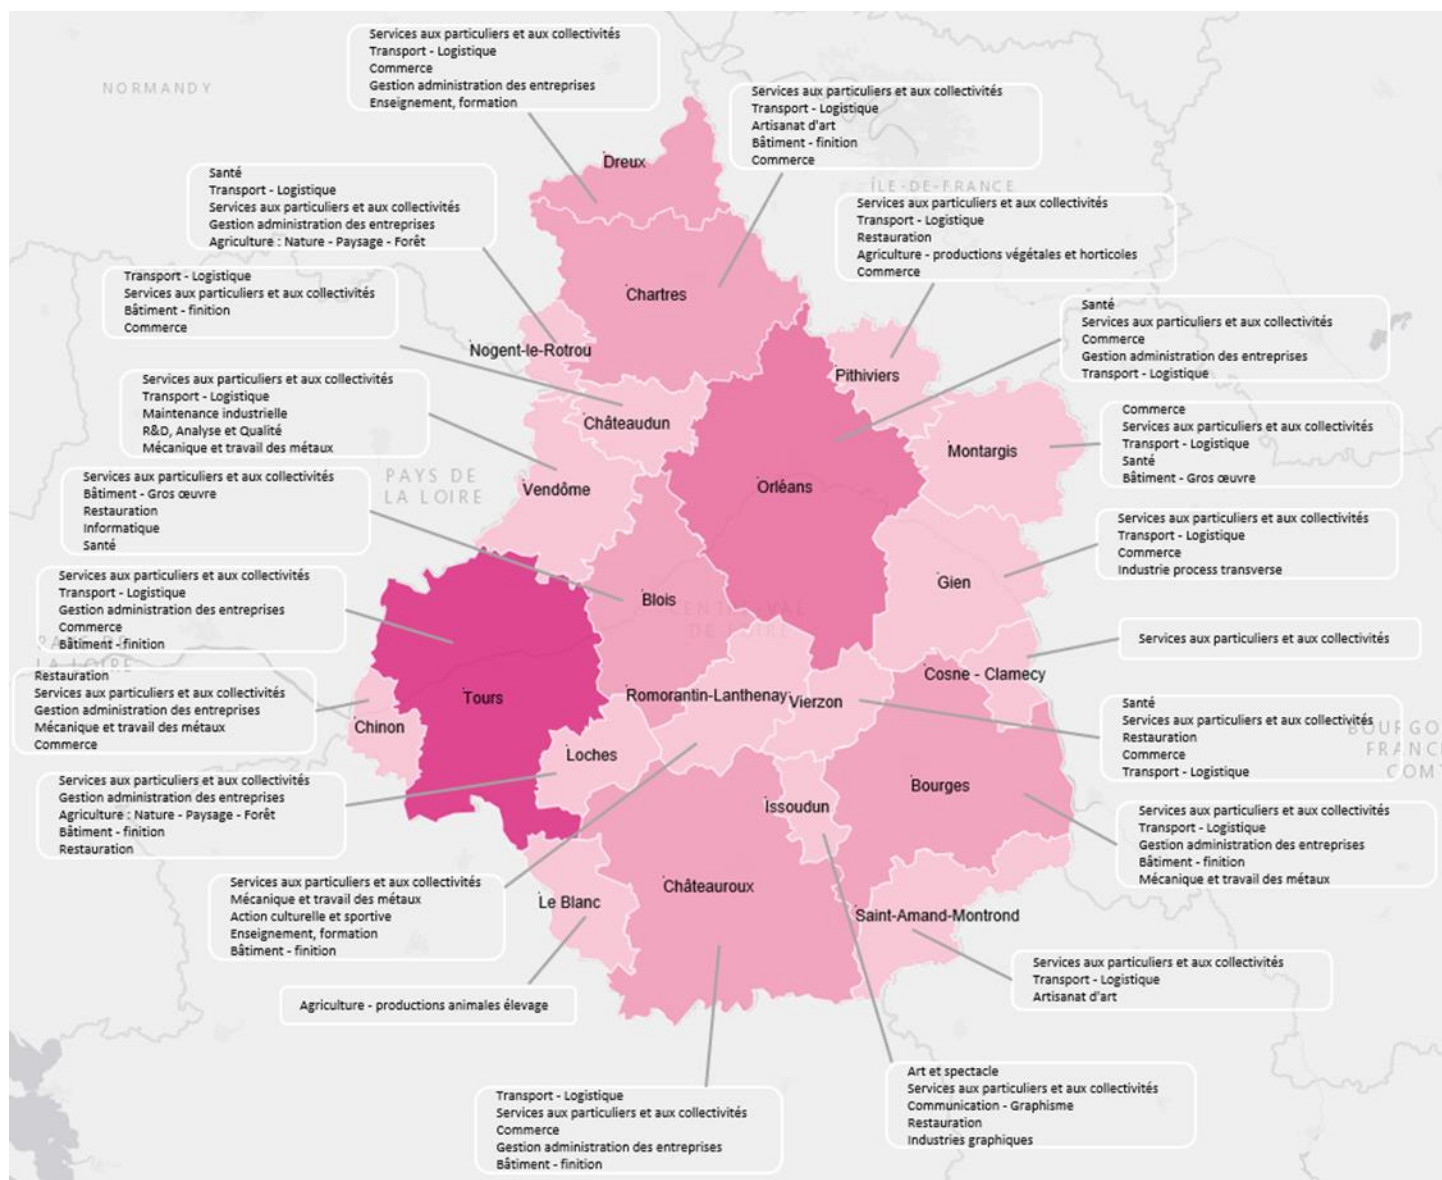 Services aux particuliers et aux collectivités
Transport - Logistique
Commerce
Gestion administration des entreprises
Enseignement, formation
NORMANDY
Services aux particuliers et aux collectivités
Transport - Logistique
Artisanat d'art
Bâtiment - finition
Commerce
Dreux
Santé
Transport - Logistique
Services aux particuliers et aux collectivités
Gestion administration des entreprises
Agriculture : Nature - Paysage - Forêt
ÎLE-DE-FRANCE
Services aux particuliers et aux collectivités
Transport - Logistique
Restauration
Agriculture - productions végétales et horticoles
Commerce
Transport - Logistique
Services aux particuliers et aux collectivités
Bâtiment - finition
Commerce
Chartres
Santé
Services aux particuliers et aux collectivités
Commerce
Gestion administration des entreprises
Transport - Logistique
Nogent-le-Rotrou
Pithiviers
Services aux particuliers et aux collectivités
Transport - Logistique
Maintenance industrielle
R&D, Analyse et Qualité
Mécanique et travail des métaux
Châteaudun
Commerce
Services aux particuliers et aux collectivités
Transport - Logistique
Santé
Bâtiment - Gros œuvre
Montargis
PAYS DE
LA LOIRE
Vendôme
Orléans
Services aux particuliers et aux collectivités
Bâtiment - Gros œuvre
Restauration
Informatique
Santé
Services aux particuliers et aux collectivités
Transport - Logistique
Commerce
Industrie process transverse
Gien
Services aux particuliers et aux collectivités
Transport - Logistique
Gestion administration des entreprises
Commerce
Bâtiment - finition
Blois
CENTRE-VAL
DE LOIRE
PAYS DE
LA LOIRE
Services aux particuliers et aux collectivités
Cosne - Clamecy
Restauration
Services aux particuliers et aux collectivités
Gestion administration des entreprises
Mécanique et travail des métaux
Commerce
Tours
Chinon
Romorantin-Lanthenay
Vierzon
Santé
Services aux particuliers et aux collectivités
Restauration
Commerce
Transport - Logistique
BOURGO
FRANC
COM
Loches
Services aux particuliers et aux collectivités
Gestion administration des entreprises
Agriculture : Nature - Paysage - Forêt
Bâtiment - finition
Restauration
Issoudun
Bourges
Services aux particuliers et aux collectivités
Transport - Logistique
Gestion administration des entreprises
Bâtiment - finition
Mécanique et travail des métaux
Services aux particuliers et aux collectivités
Mécanique et travail des métaux
Action culturelle et sportive
Enseignement, formation
Bâtiment - finition
Le Blanc
Châteauroux
Saint-Amand-Montrond
Services aux particuliers et aux collectivités
Transport - Logistique
Artisanat d'art
Agriculture - productions animales élevage
Transport - Logistique
Services aux particuliers et aux collectivités
Commerce
Gestion administration des entreprises
Bâtiment - finition
Art et spectacle
Services aux particuliers et aux collectivités
Communication - Graphisme
Restauration
Industries graphiques